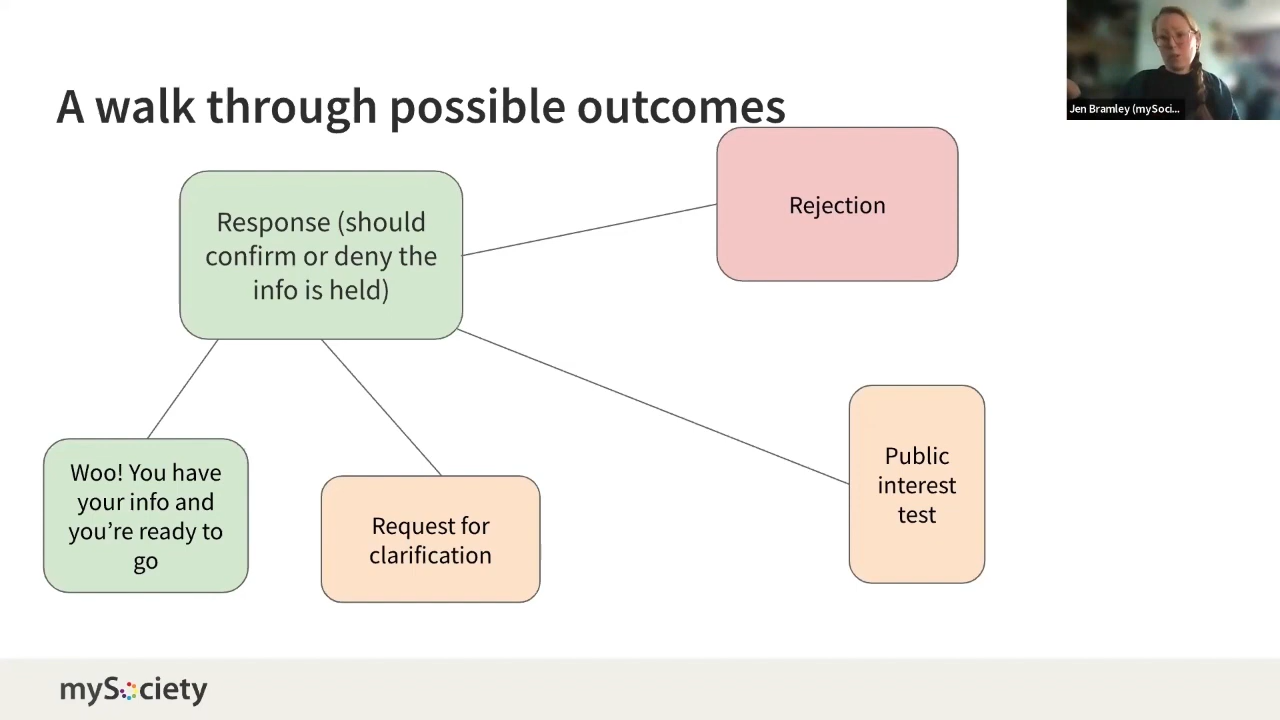 A walk through possible outcomes
Jen Bramley (mySoci...
Response (should
confirm or deny the
info is held)
Rejection
Woo! You have
your info and
you're ready to
go
Request for
clarification
Public
interest
test
mySociety